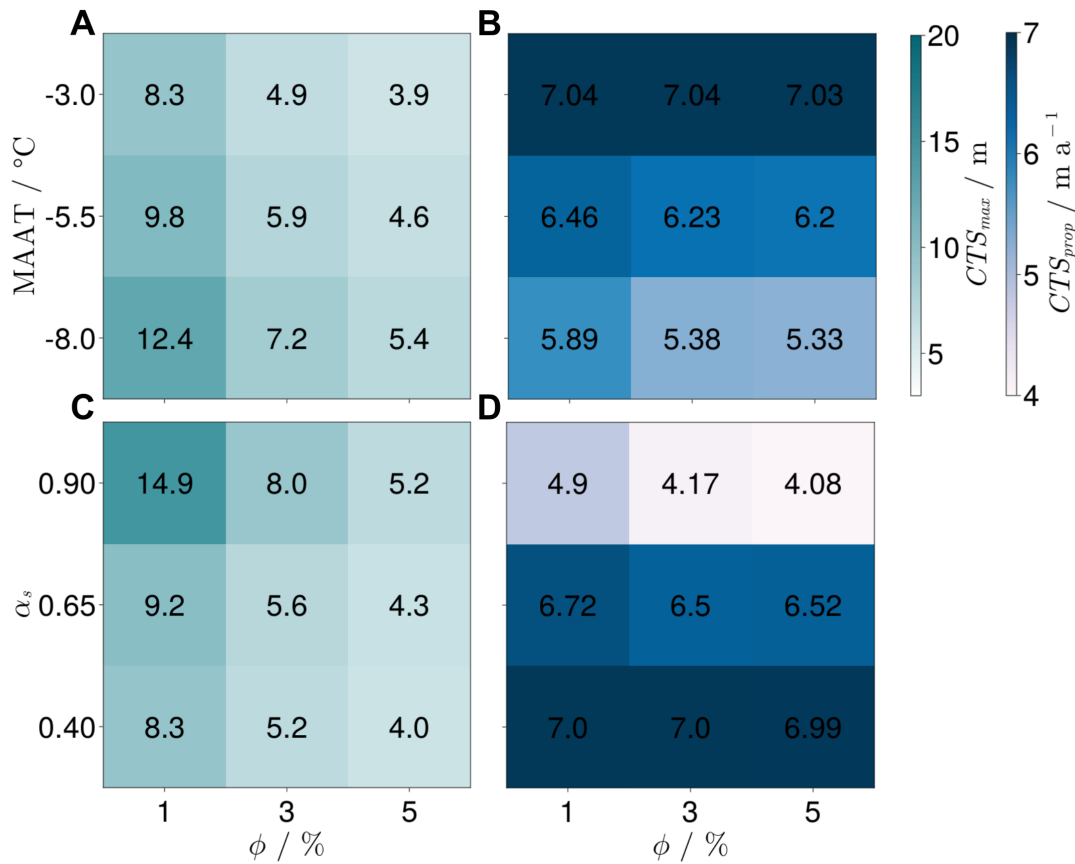 A
B
-3.0 8.3 4.9 3.9
7.04 7.04 7.03
-5.5 9.8 5.9 4.6
6.46 6.23 6.2
-8.0 12.4 7.2 5.4
5.89 5.38 5.33
MAAT / °C
20
15
10
5
CTS_max / m
7
6
5
4
CTS_prop / m a⁻¹
C
D
0.90 14.9 8.0 5.2
4.9 4.17 4.08
0.65 9.2 5.6 4.3
6.72 6.5 6.52
0.40 8.3 5.2 4.0
7.0 7.0 6.99
αₛ
1 3 5
1 3 5
ϕ / %
ϕ / %